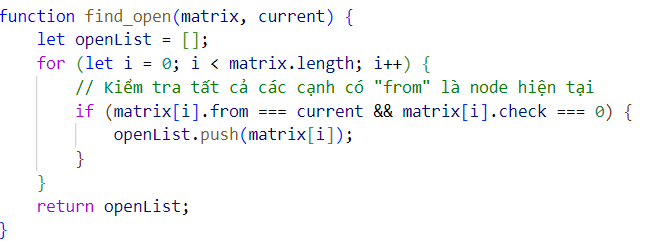 function find_open(matrix, current) {
    let openList = [];
    for (let i = 0; i < matrix.length; i++) {
        // Kiểm tra tất cả các cạnh có "from" là node hiện tại
        if (matrix[i].from === current && matrix[i].check === 0) {
            openList.push(matrix[i]);
        }
    }
    return openList;
}